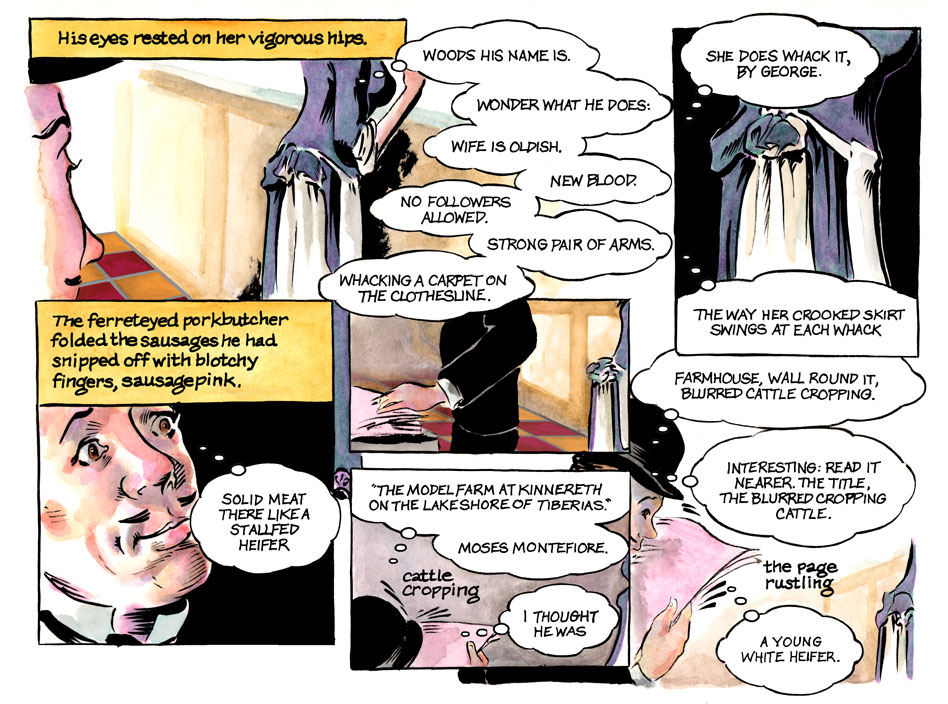 His eyes rested on her vigorous hips.
WOODS HIS NAME IS.
WONDER WHAT HE DOES:
WIFE IS OLDISH.
NEW BLOOD.
NO FOLLOWERS
ALLOWED.
STRONG PAIR OF ARMS.
WHACKING A CARPET ON
THE CLOTHESLINE.
SHE DOES WHACK IT,
BY GEORGE.
THE WAY HER CROOKED SKIRT
SWINGS AT EACH WHACK
The ferreteyed porkbutcher
folded the sausages he had
snipped off with blotchy
fingers, sausagepink.
SOLID MEAT
THERE LIKE A
STALLFED
HEIFER
"THE MODEL FARM AT KINNERETH
ON THE LAKESHORE OF TIBERIAS."
MOSES MONTEFIORE.
cattle
cropping
I THOUGHT
HE WAS
FARMHOUSE, WALL ROUND IT,
BLURRED CATTLE CROPPING.
INTERESTING: READ IT
NEARER. THE TITLE,
THE BLURRED CROPPING
CATTLE.
the page
rustling
A YOUNG
WHITE HEIFER.